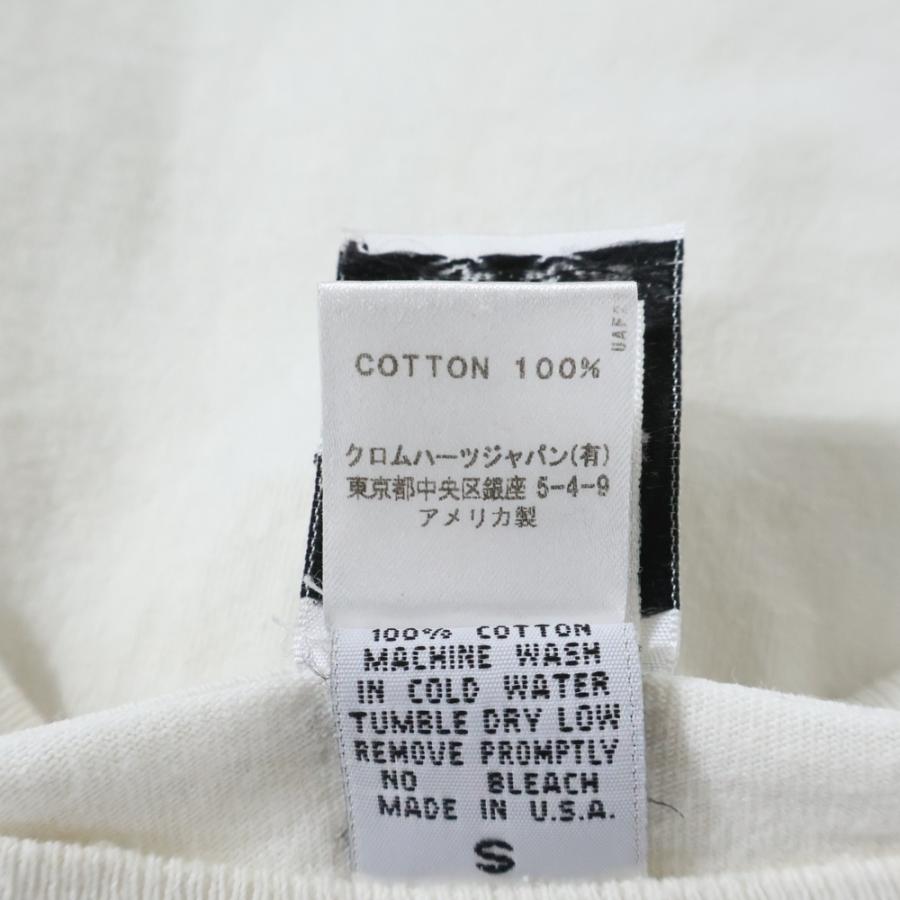 COTTON 100%
クロムハーツジャパン(有)
東京都中央区銀座 5-4-9
アメリカ製
100% COTTON
MACHINE WASH
IN COLD WATER
TUMBLE DRY LOW
REMOVE PROMPTLY
NO BLEACH
MADE IN U.S.A.
S